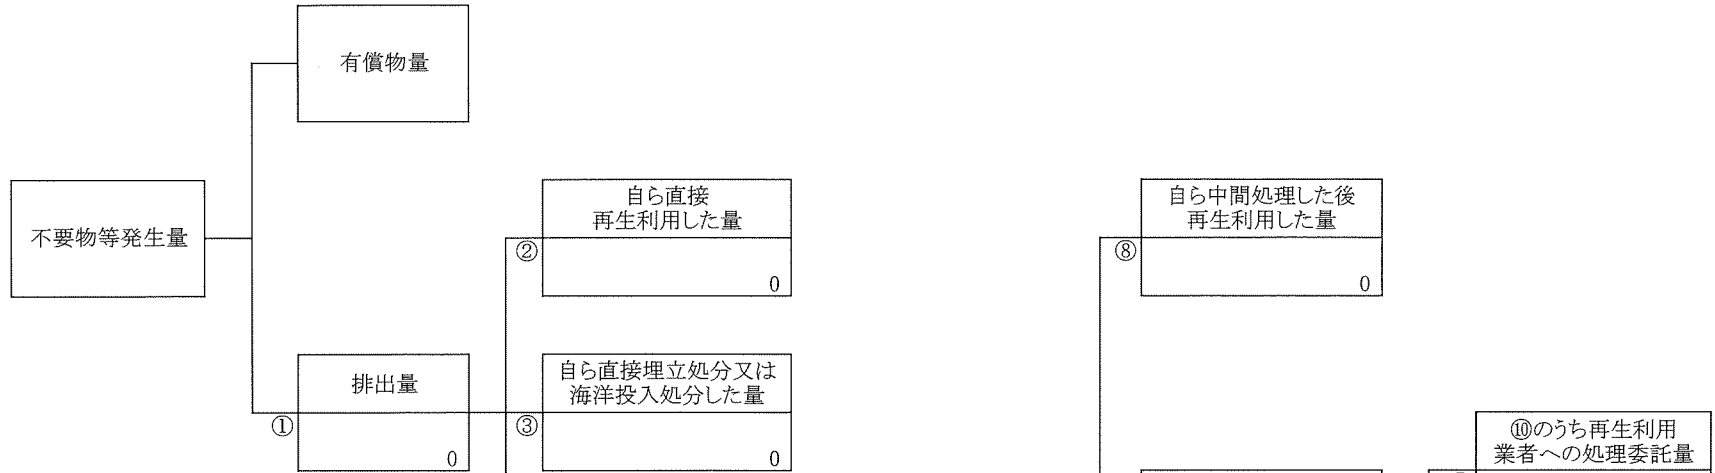 有償物量
不要物等発生量
自ら直接
再生利用した量
②
0
自ら中間処理した後
再生利用した量
⑧
0
排出量
①
0
自ら直接埋立処分又は
海洋投入処分した量
③
0
⑩のうち再生利用
業者への処理委託量